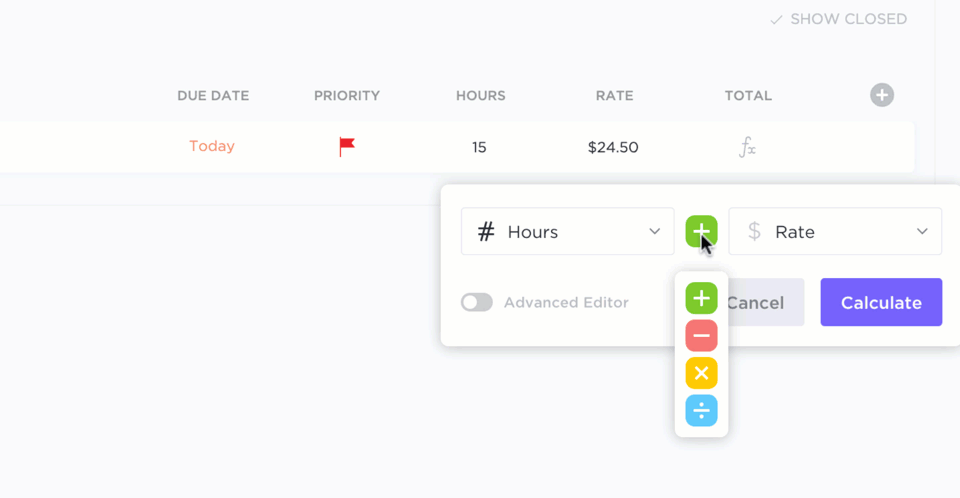 ✓ SHOW CLOSED
DUE DATE PRIORITY HOURS RATE TOTAL
Today 15 $24.50 fx
# Hours + $ Rate
Advanced Editor Cancel Calculate
+
−
×
÷